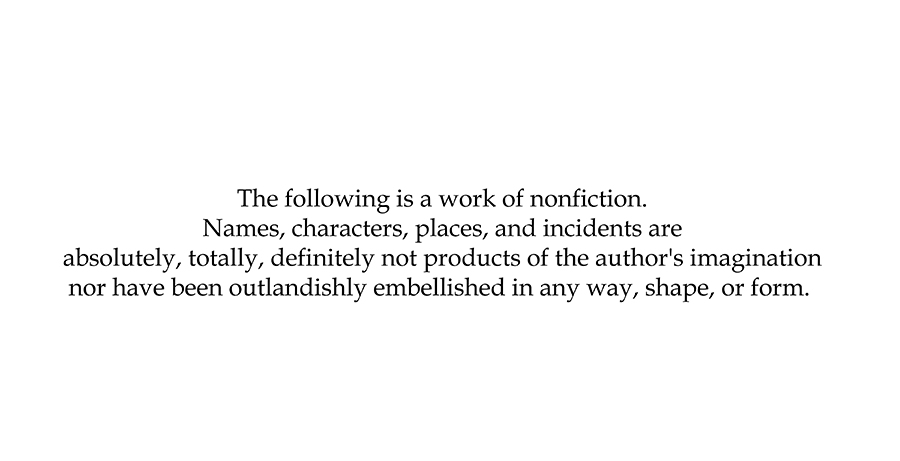 The following is a work of nonfiction.
Names, characters, places, and incidents are
absolutely, totally, definitely not products of the author's imagination
nor have been outlandishly embellished in any way, shape, or form.